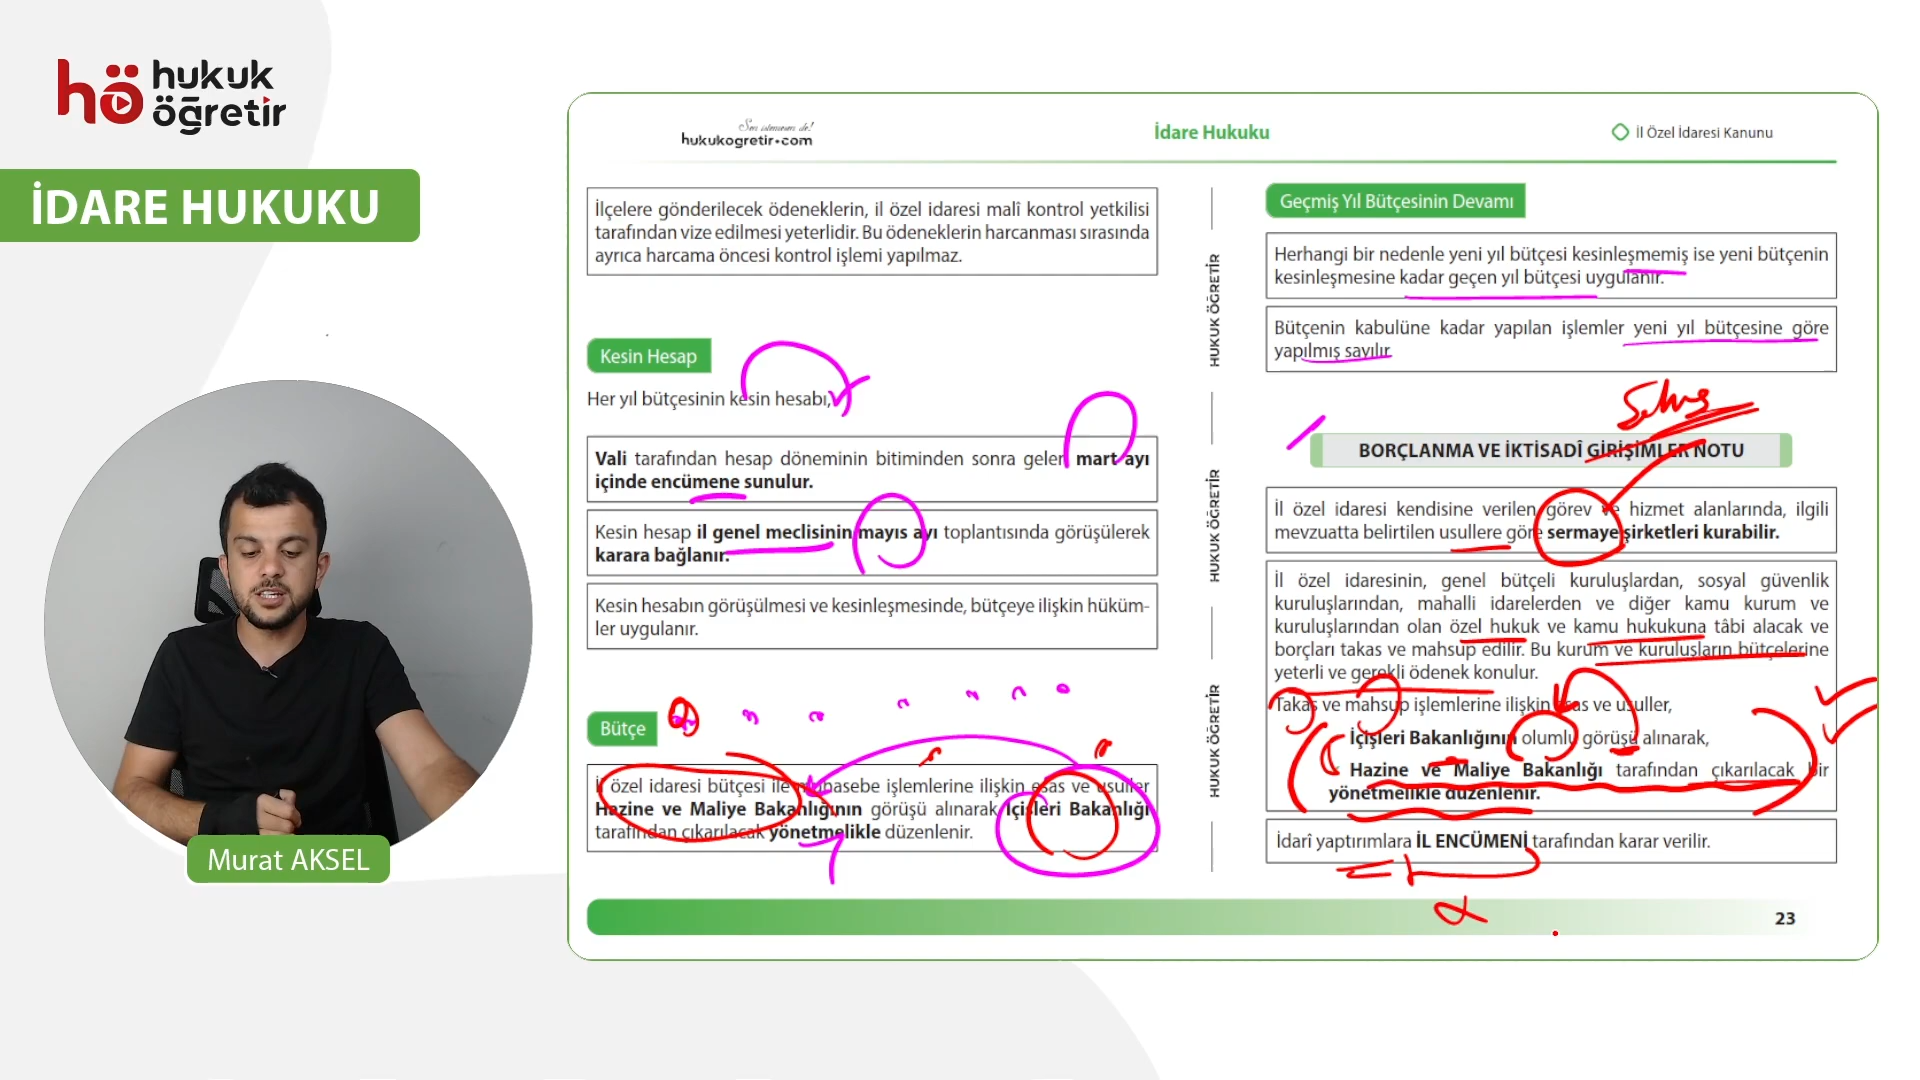 hö hukuk
öğretir
İDARE HUKUKU
Murat AKSEL
Sen istersen de!
hukukogretir•com
İdare Hukuku
İl Özel İdaresi Kanunu
İlçelere gönderilecek ödeneklerin, il özel idaresi malî kontrol yetkilisi
tarafından vize edilmesi yeterlidir. Bu ödeneklerin harcanması sırasında
ayrıca harcama öncesi kontrol işlemi yapılmaz.
Kesin Hesap
Her yıl bütçesinin kesin hesabı,
Vali tarafından hesap döneminin bitiminden sonra gelen mart ayı
içinde encümene sunulur.
Kesin hesap il genel meclisinin mayıs ayı toplantısında görüşülerek
karara bağlanır.
Kesin hesabın görüşülmesi ve kesinleşmesinde, bütçeye ilişkin hüküm-
ler uygulanır.
Bütçe
İl özel idaresi bütçesi ile muhasebe işlemlerine ilişkin esas ve usuller
Hazine ve Maliye Bakanlığının görüşü alınarak İçişleri Bakanlığı
tarafından çıkarılacak yönetmelikle düzenlenir.
HUKUK ÖĞRETİR
HUKUK ÖĞRETİR
HUKUK ÖĞRETİR
Geçmiş Yıl Bütçesinin Devamı
Herhangi bir nedenle yeni yıl bütçesi kesinleşmemiş ise yeni bütçenin
kesinleşmesine kadar geçen yıl bütçesi uygulanır.
Bütçenin kabulüne kadar yapılan işlemler yeni yıl bütçesine göre
yapılmış sayılır.
BORÇLANMA VE İKTİSADÎ GİRİŞİMLER NOTU
İl özel idaresi kendisine verilen görev ve hizmet alanlarında, ilgili
mevzuatta belirtilen usullere göre sermaye şirketleri kurabilir.
İl özel idaresinin, genel bütçeli kuruluşlardan, sosyal güvenlik
kuruluşlarından, mahalli idarelerden ve diğer kamu kurum ve
kuruluşlarından olan özel hukuk ve kamu hukukuna tâbi alacak ve
borçları takas ve mahsup edilir. Bu kurum ve kuruluşların bütçelerine
yeterli ve gerekli ödenek konulur.
Takas ve mahsup işlemlerine ilişkin esas ve usuller,
İçişleri Bakanlığının olumlu görüşü alınarak,
Hazine ve Maliye Bakanlığı tarafından çıkarılacak bir
yönetmelikle düzenlenir.
İdarî yaptırımlara İL ENCÜMENİ tarafından karar verilir.
23